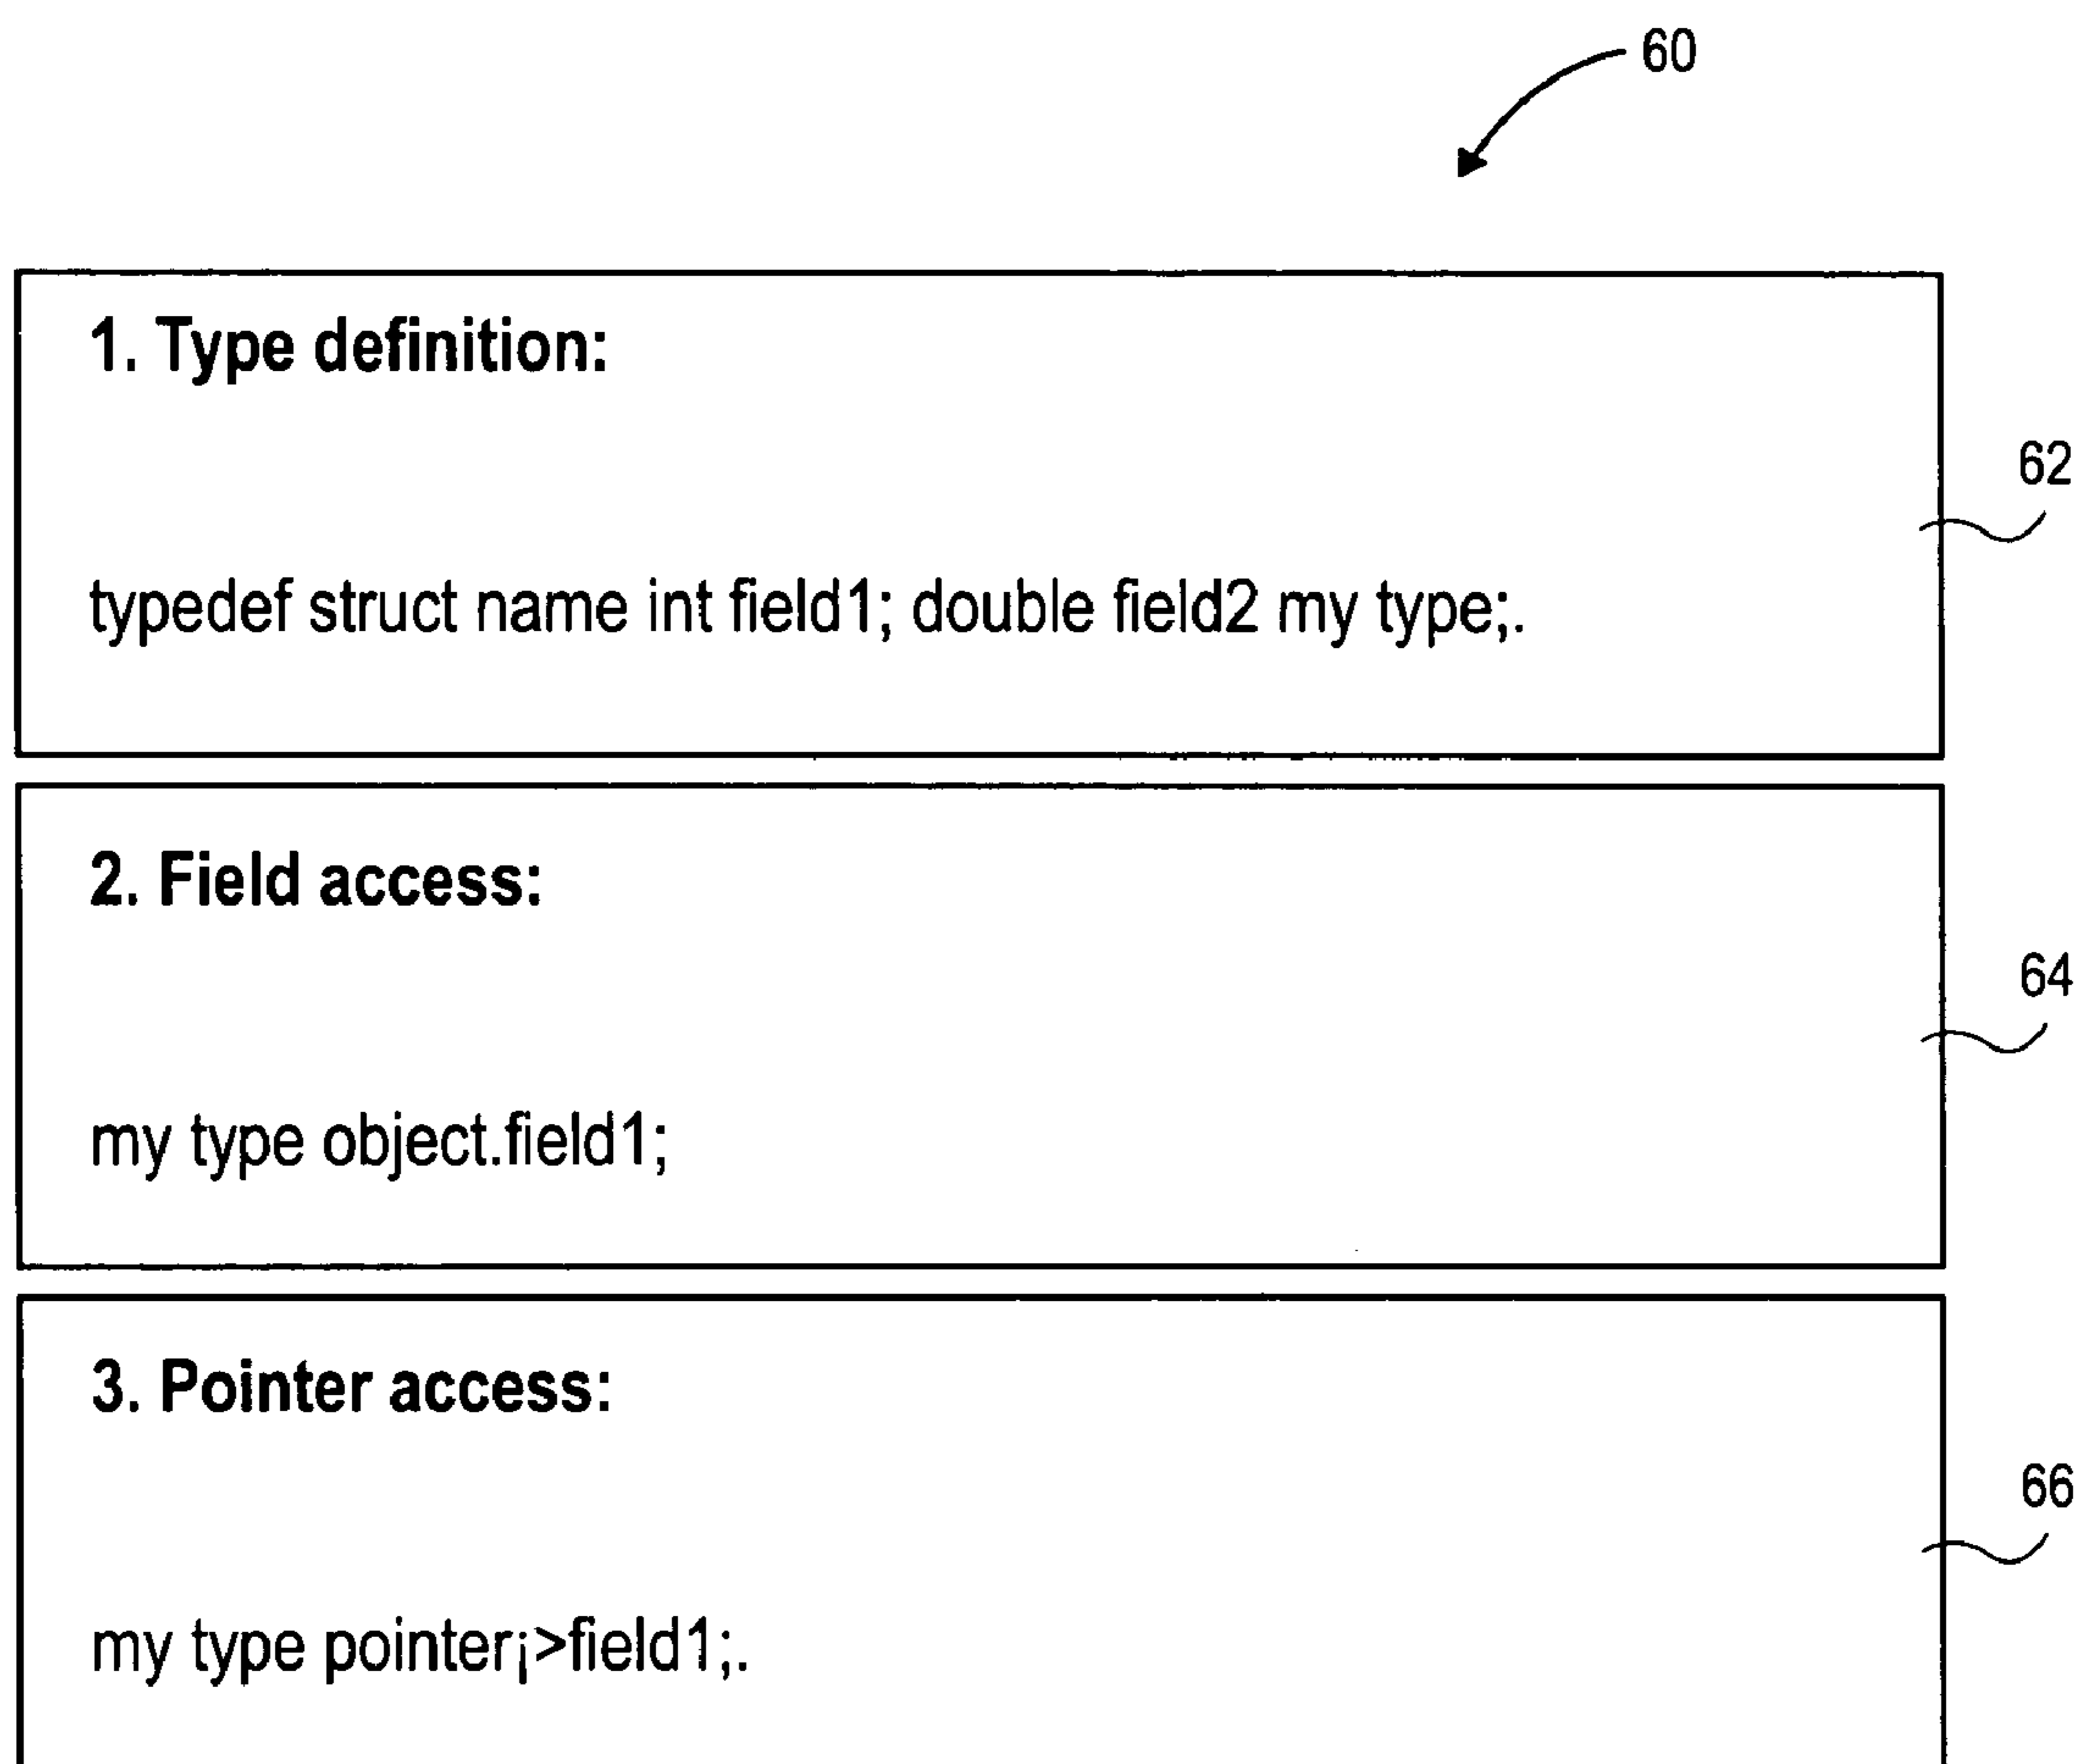 60
1. Type definition:
62
typedef struct name int field1; double field2 my type;.
2. Field access:
64
my type object.field1;
3. Pointer access:
66
my type pointer¡>field1;.